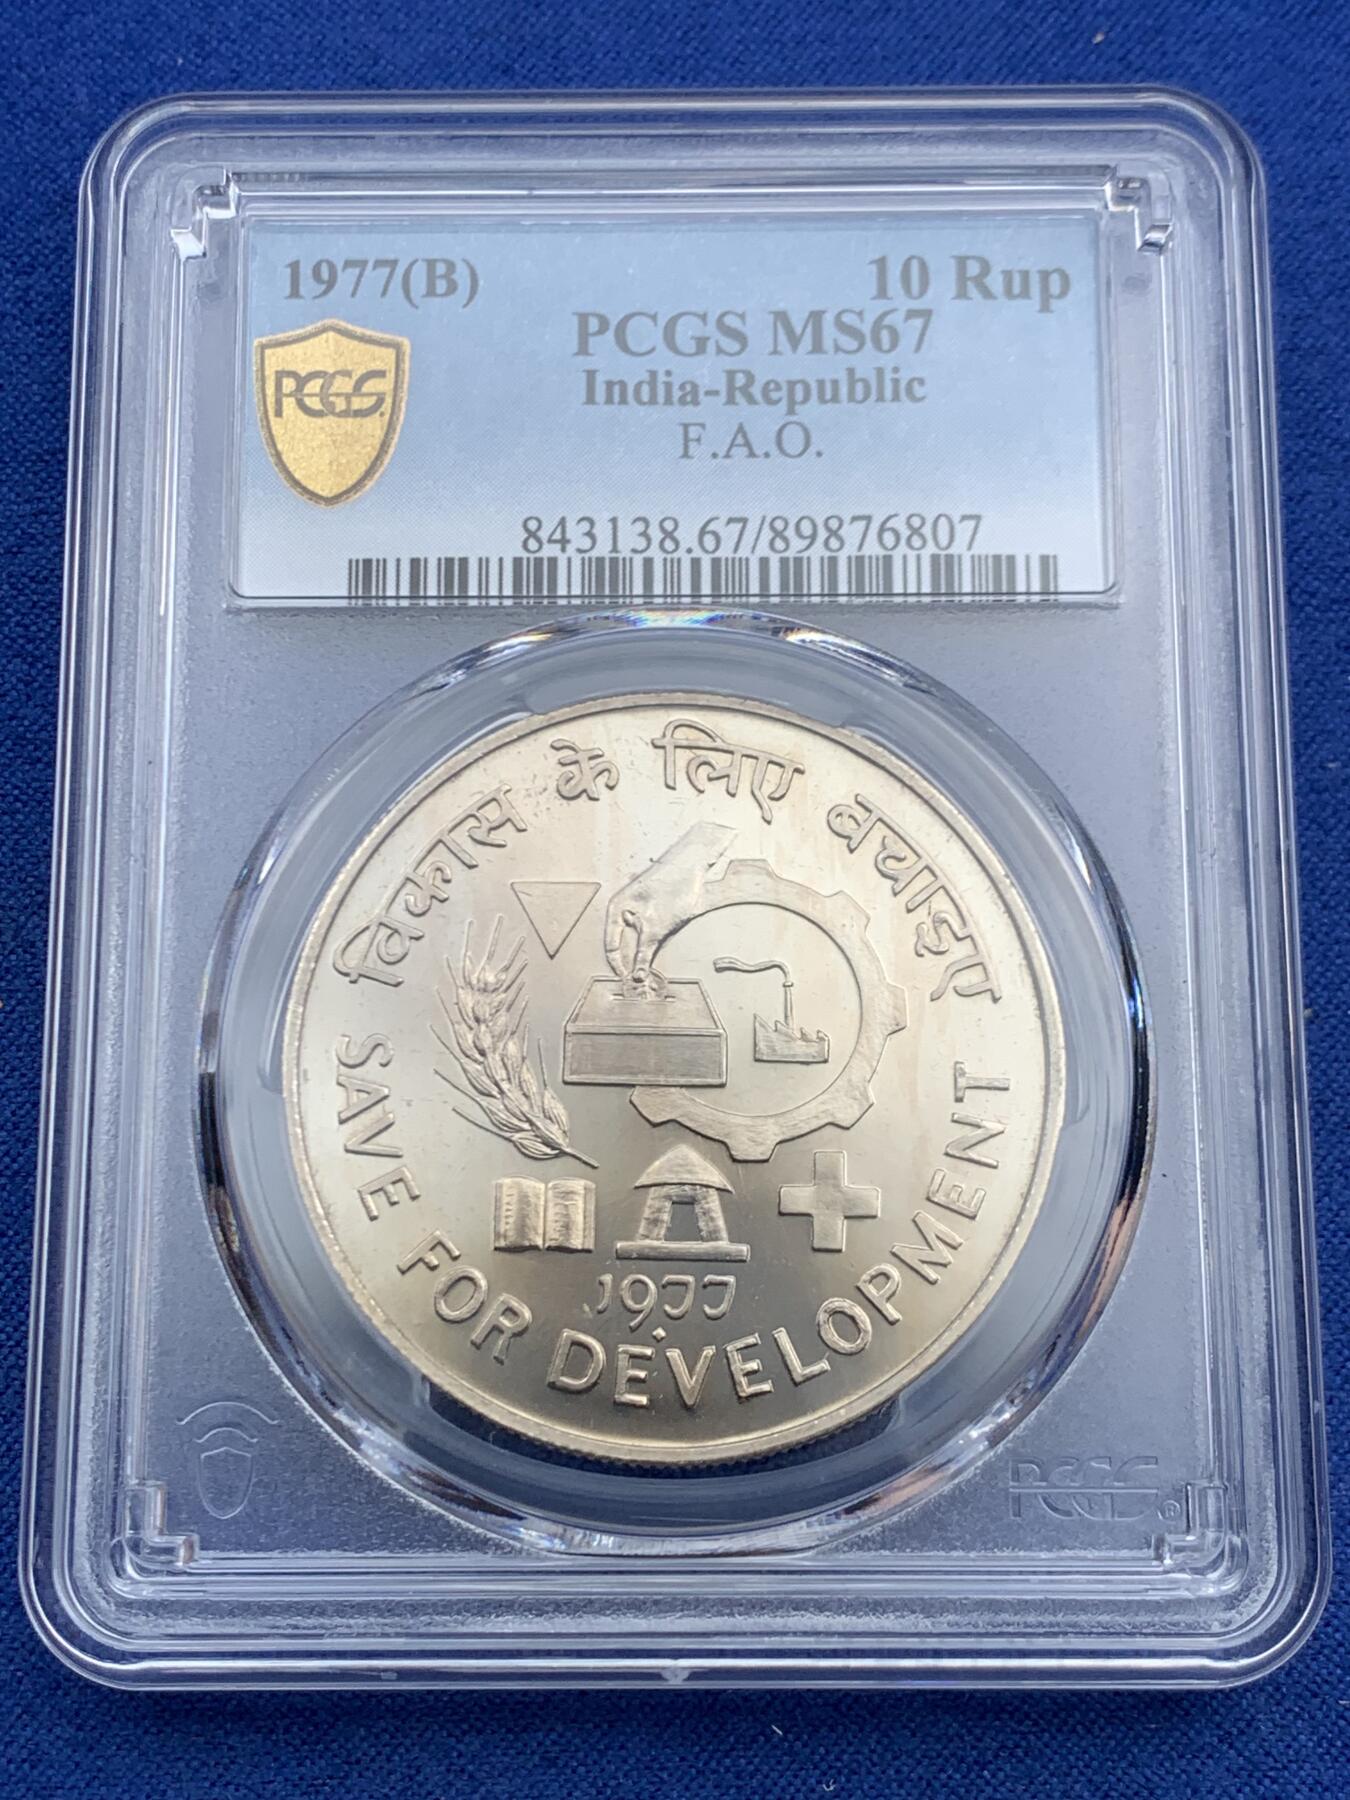 1977(B) 10 Rup
PCGS MS67
India-Republic
F.A.O.
PCGS
843138.67/89876807
विकास के लिए बचाइए
1977
SAVE FOR DEVELOPMENT
PCGS